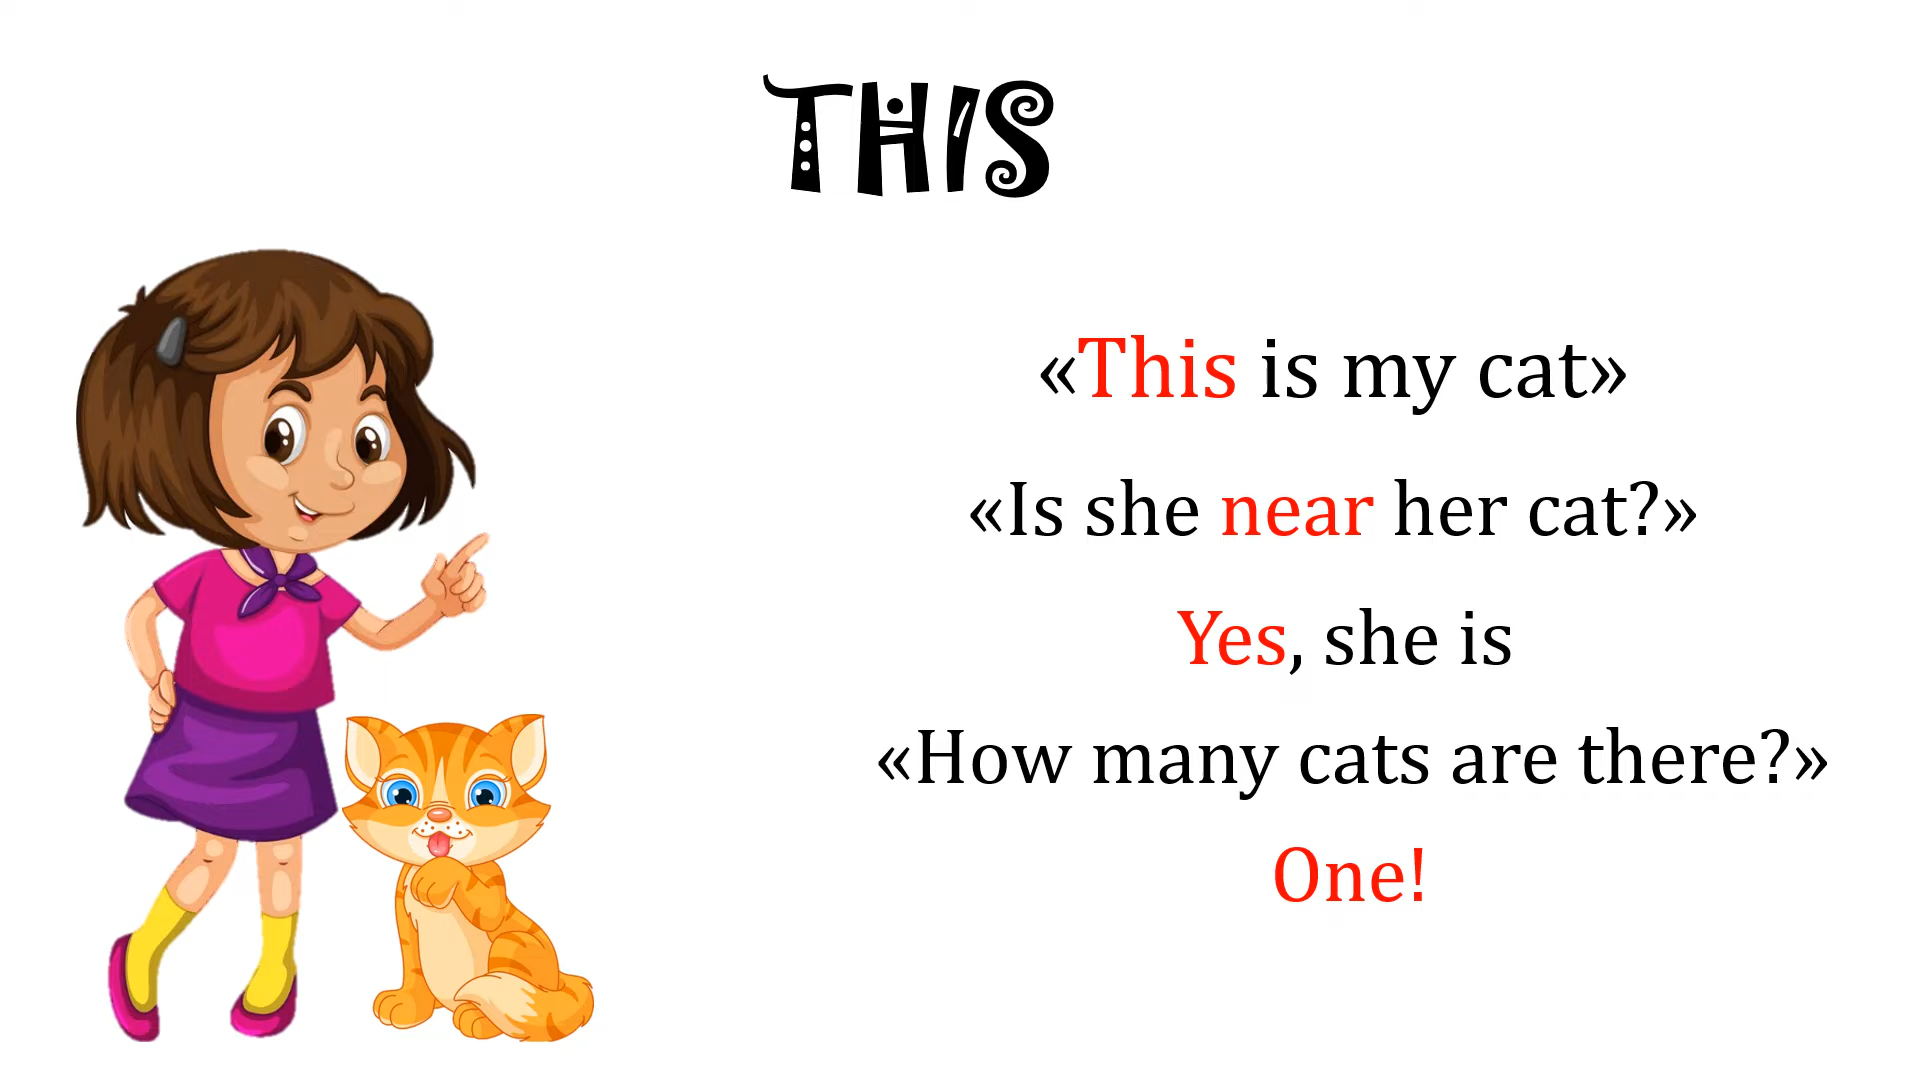 THIS
«This is my cat»
«Is she near her cat?»
Yes, she is
«How many cats are there?»
One!